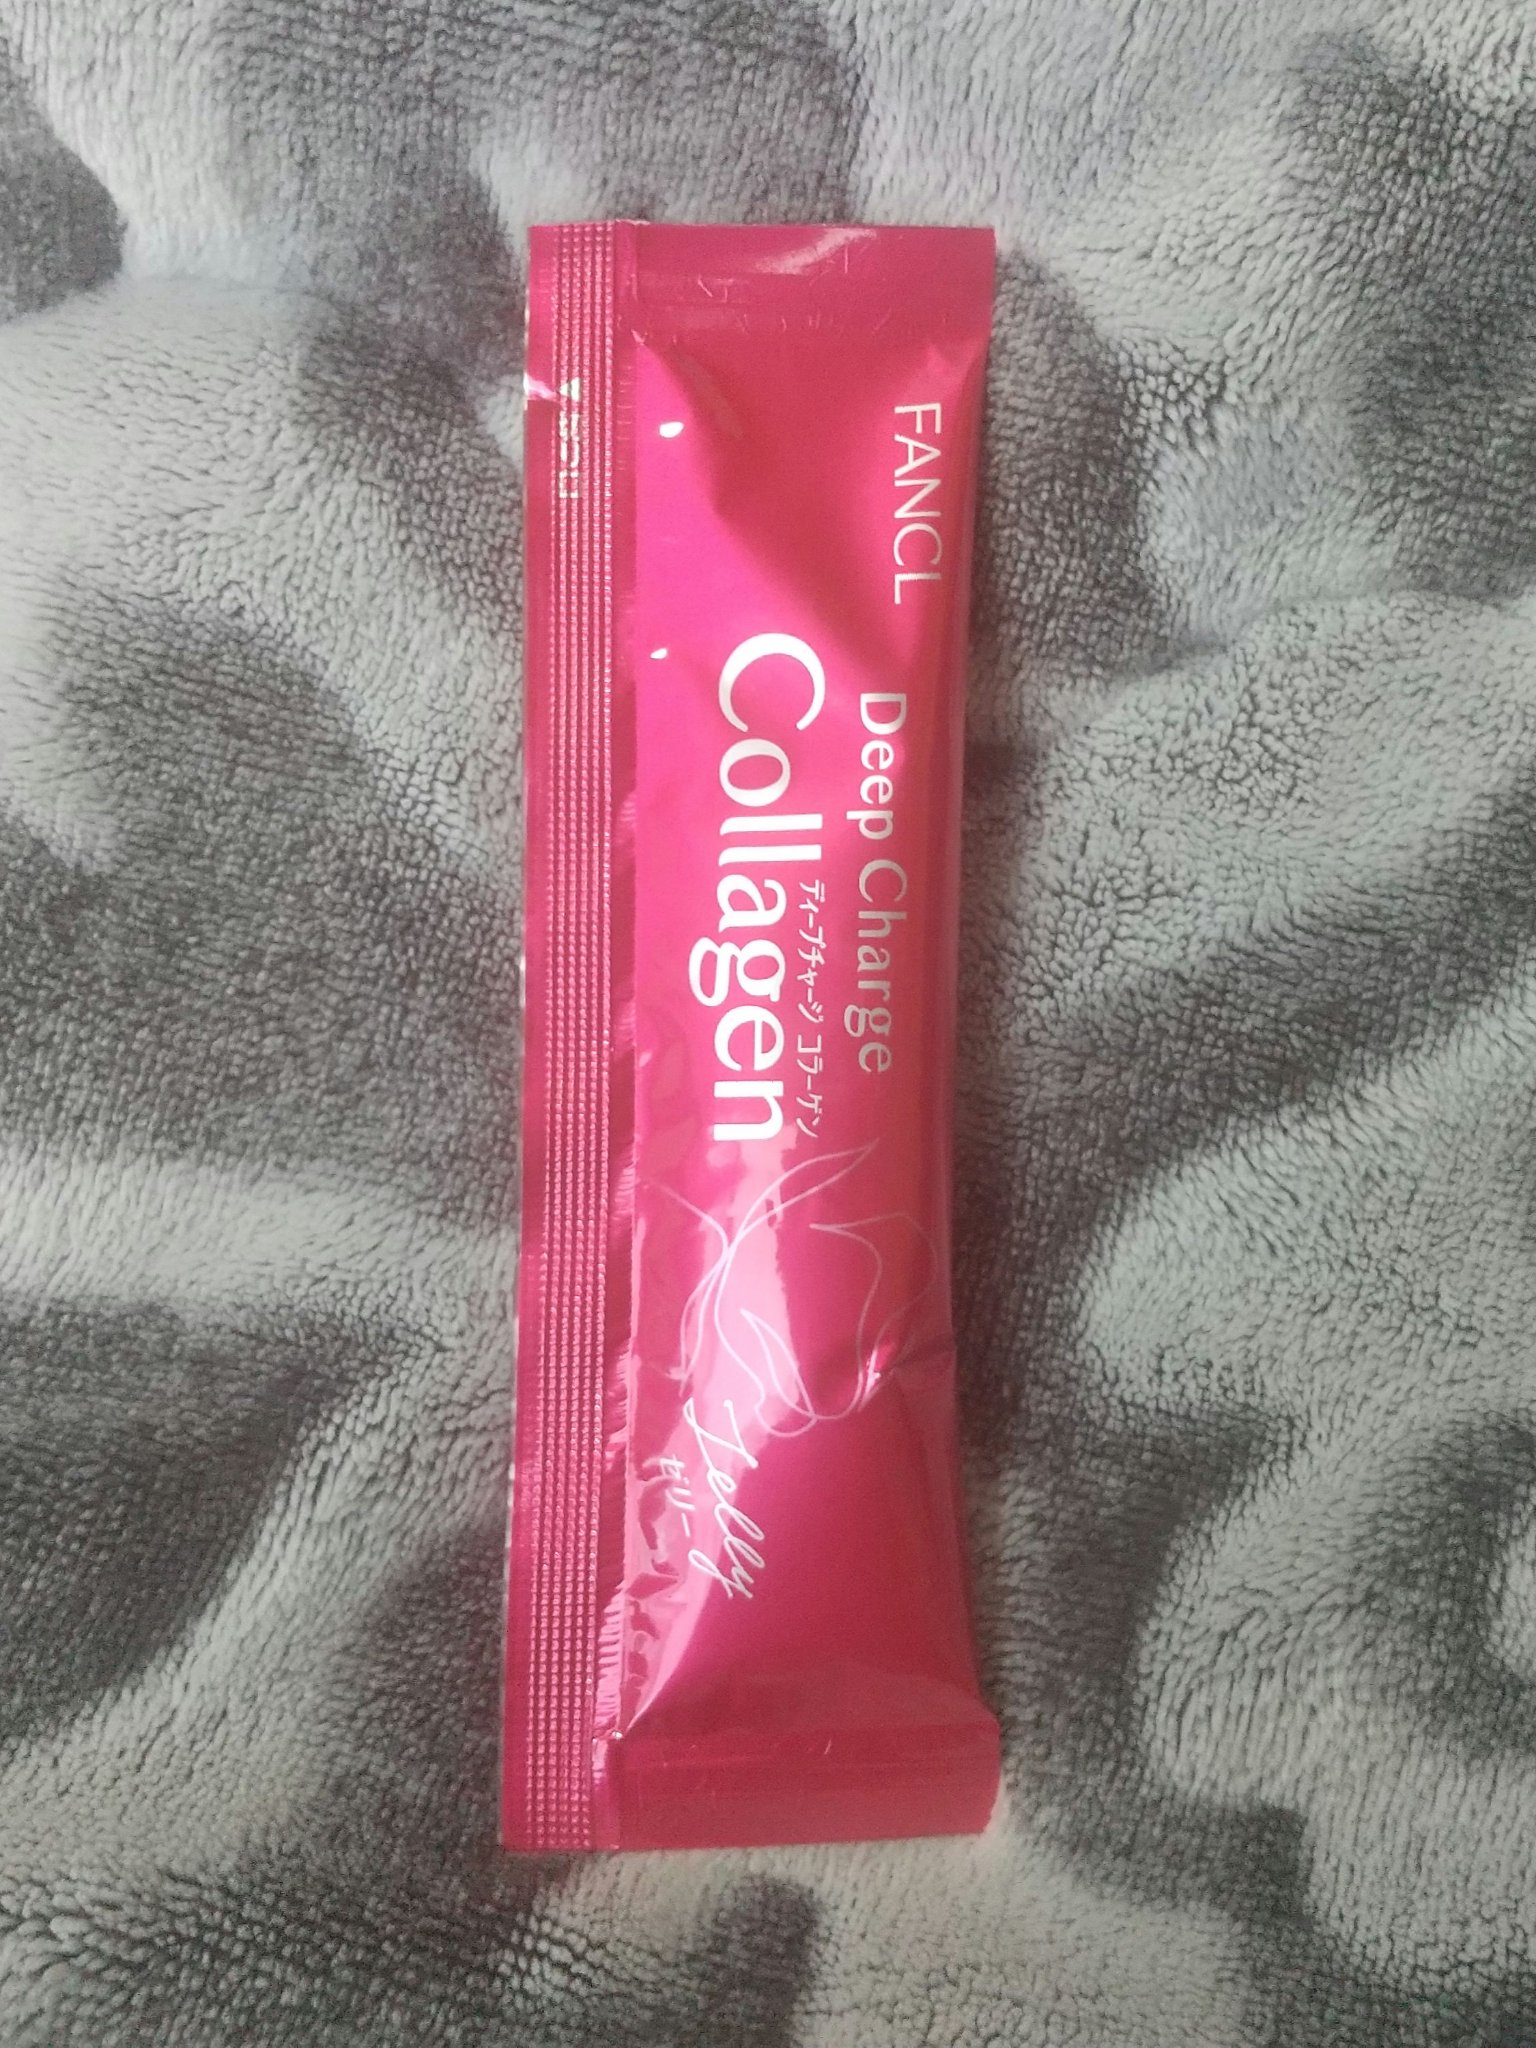 FANCL
Deep Charge
ディープチャージ コラーゲン
Collagen
Jelly
ゼリー